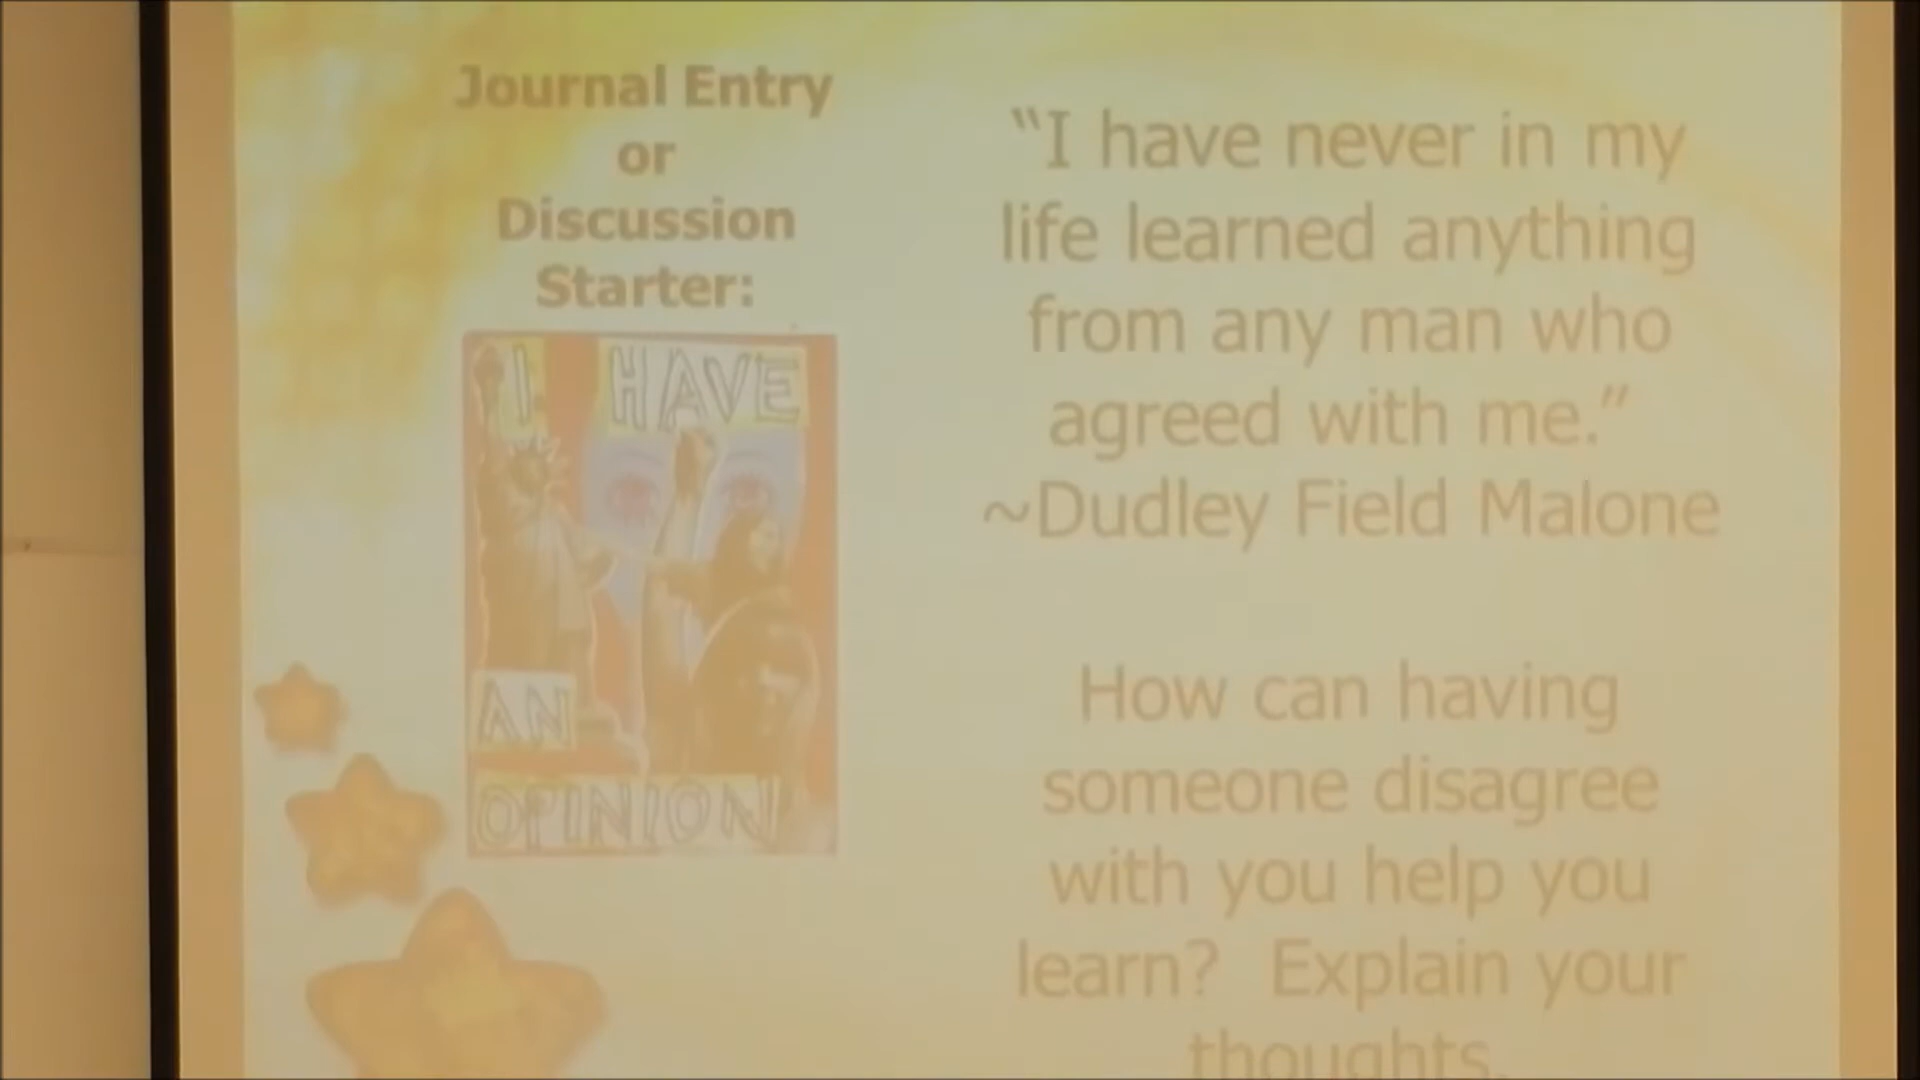 Journal Entry
or
Discussion
Starter:
I HAVE
AN
OPINION
“I have never in my
life learned anything
from any man who
agreed with me.”
~Dudley Field Malone
How can having
someone disagree
with you help you
learn? Explain your
thoughts.